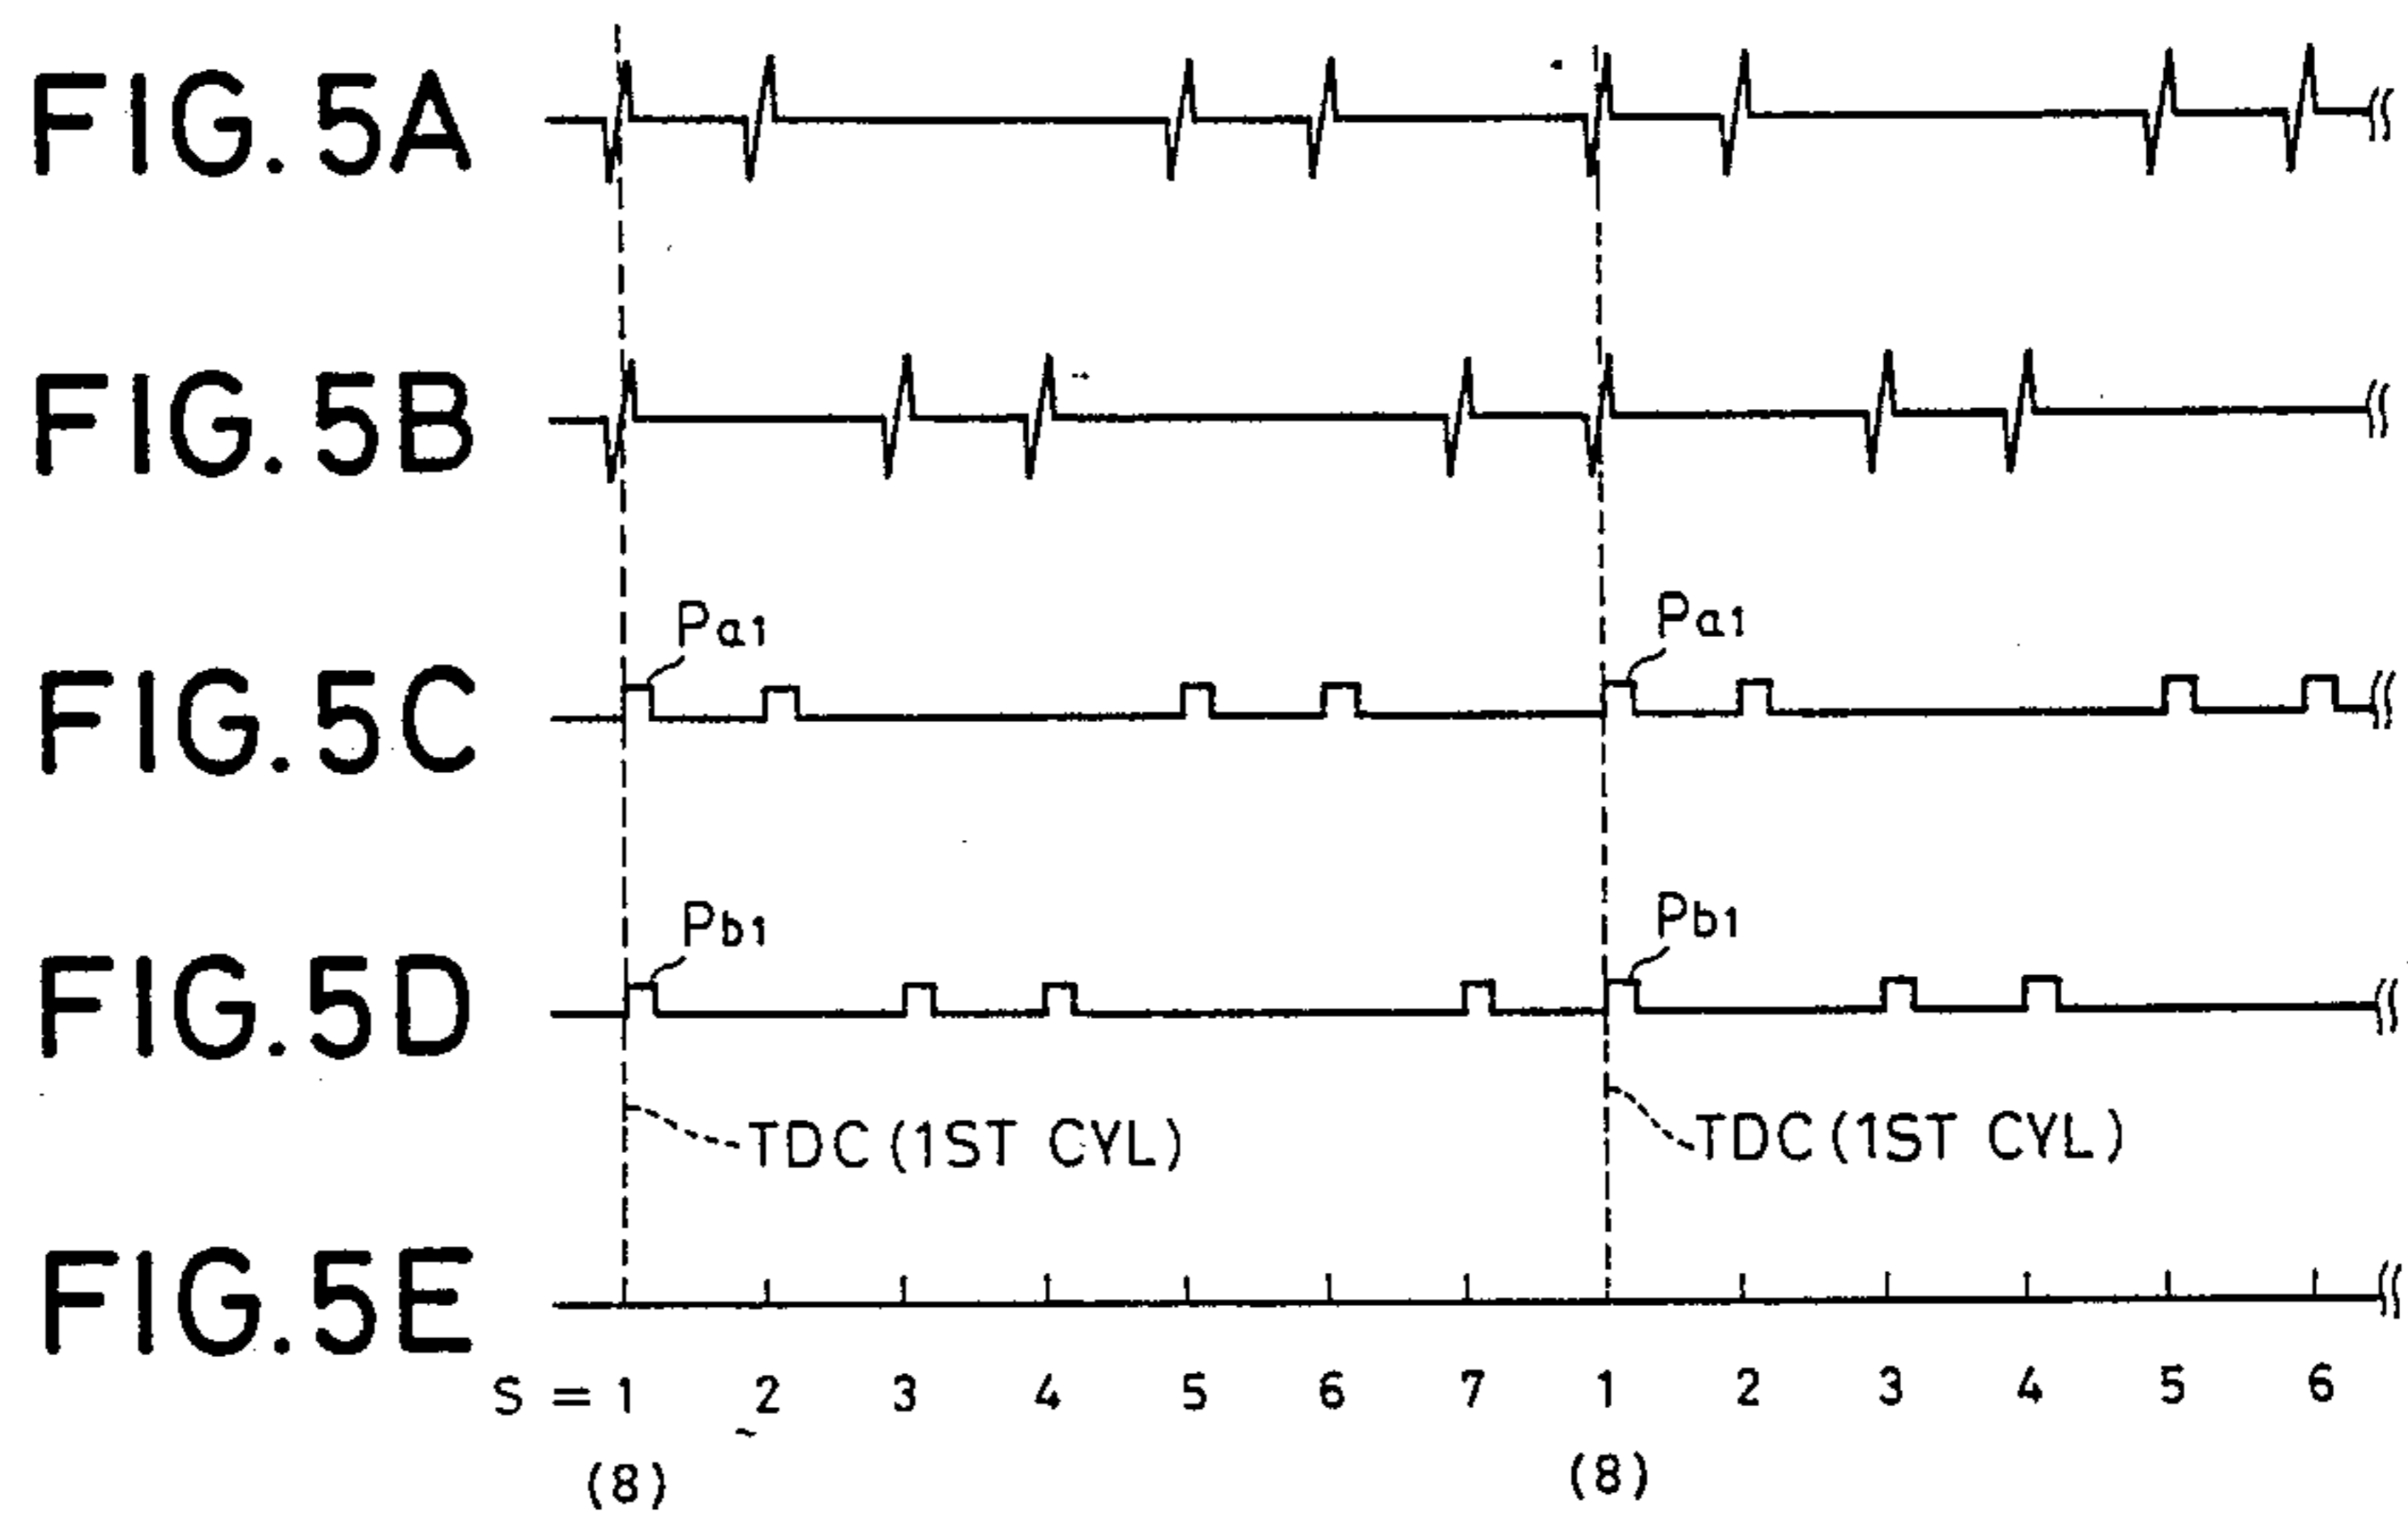 FIG. 5A
FIG. 5B
Pa1 Pa1
FIG. 5C
Pb1 Pb1
FIG. 5D
TDC (1ST CYL) TDC (1ST CYL)
FIG. 5E
S = 1 2 3 4 5 6 7 1 2 3 4 5 6
(8) (8)